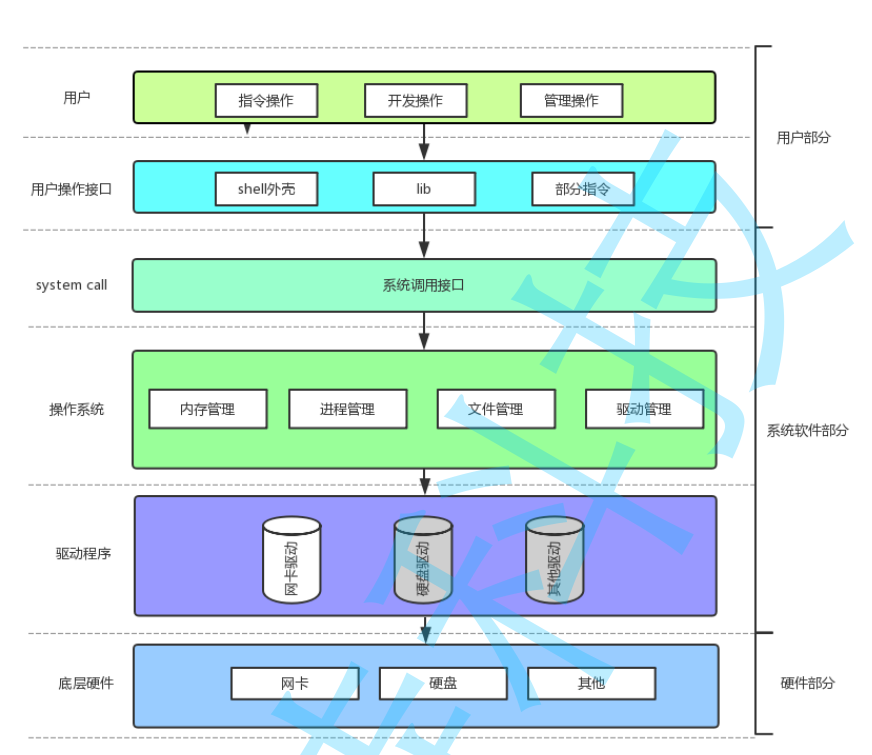 用户
指令操作
开发操作
管理操作
用户部分
用户操作接口
shell外壳
lib
部分指令
system call
系统调用接口
操作系统
内存管理
进程管理
文件管理
驱动管理
系统软件部分
驱动程序
网卡驱动
硬盘驱动
其他驱动
底层硬件
网卡
硬盘
其他
硬件部分
科技